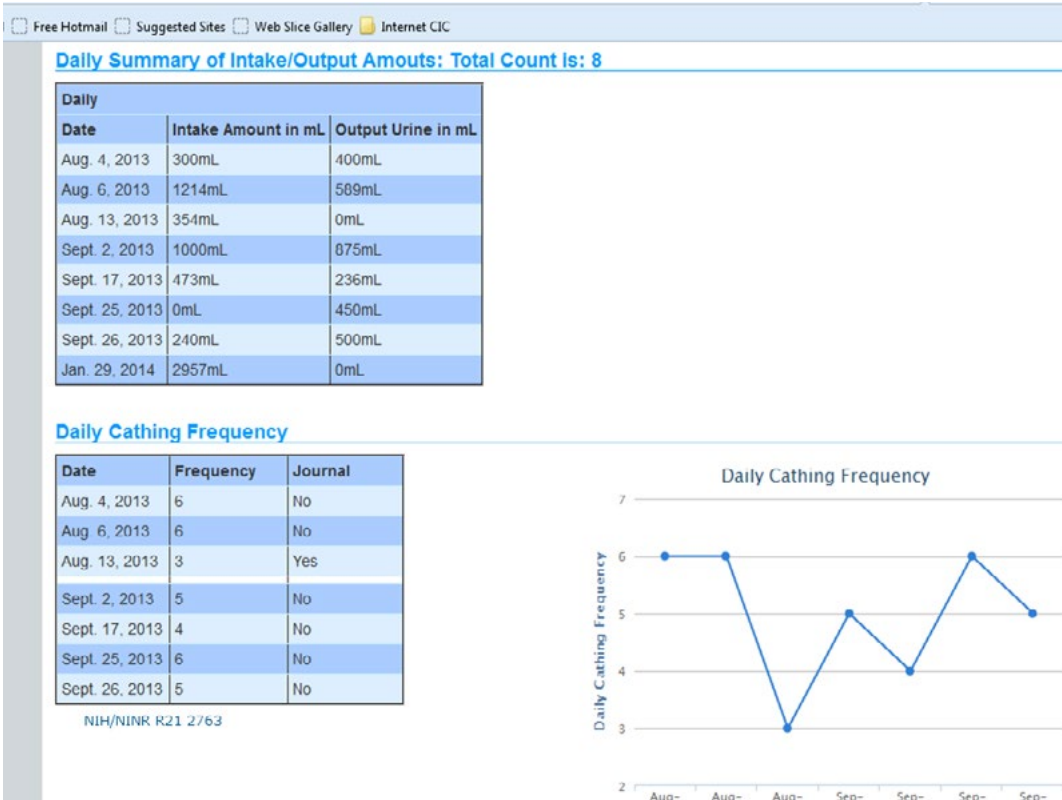 Free Hotmail Suggested Sites Web Slice Gallery Internet CIC
Daily Summary of Intake/Output Amouts: Total Count Is: 8
Daily
Date Intake Amount in mL Output Urine in mL
Aug. 4, 2013 300mL 400mL
Aug. 6, 2013 1214mL 589mL
Aug. 13, 2013 354mL 0mL
Sept. 2, 2013 1000mL 875mL
Sept. 17, 2013 473mL 236mL
Sept. 25, 2013 0mL 450mL
Sept. 26, 2013 240mL 500mL
Jan. 29, 2014 2957mL 0mL
Daily Cathing Frequency
Date Frequency Journal
Aug. 4, 2013 6 No
Aug. 6, 2013 6 No
Aug. 13, 2013 3 Yes
Sept. 2, 2013 5 No
Sept. 17, 2013 4 No
Sept. 25, 2013 6 No
Sept. 26, 2013 5 No
NIH/NINR R21 2763
Daily Cathing Frequency
Daily Cathing Frequency
7
6
5
4
3
2
Aug- Aug- Aug- Sep- Sep- Sep- Sep-